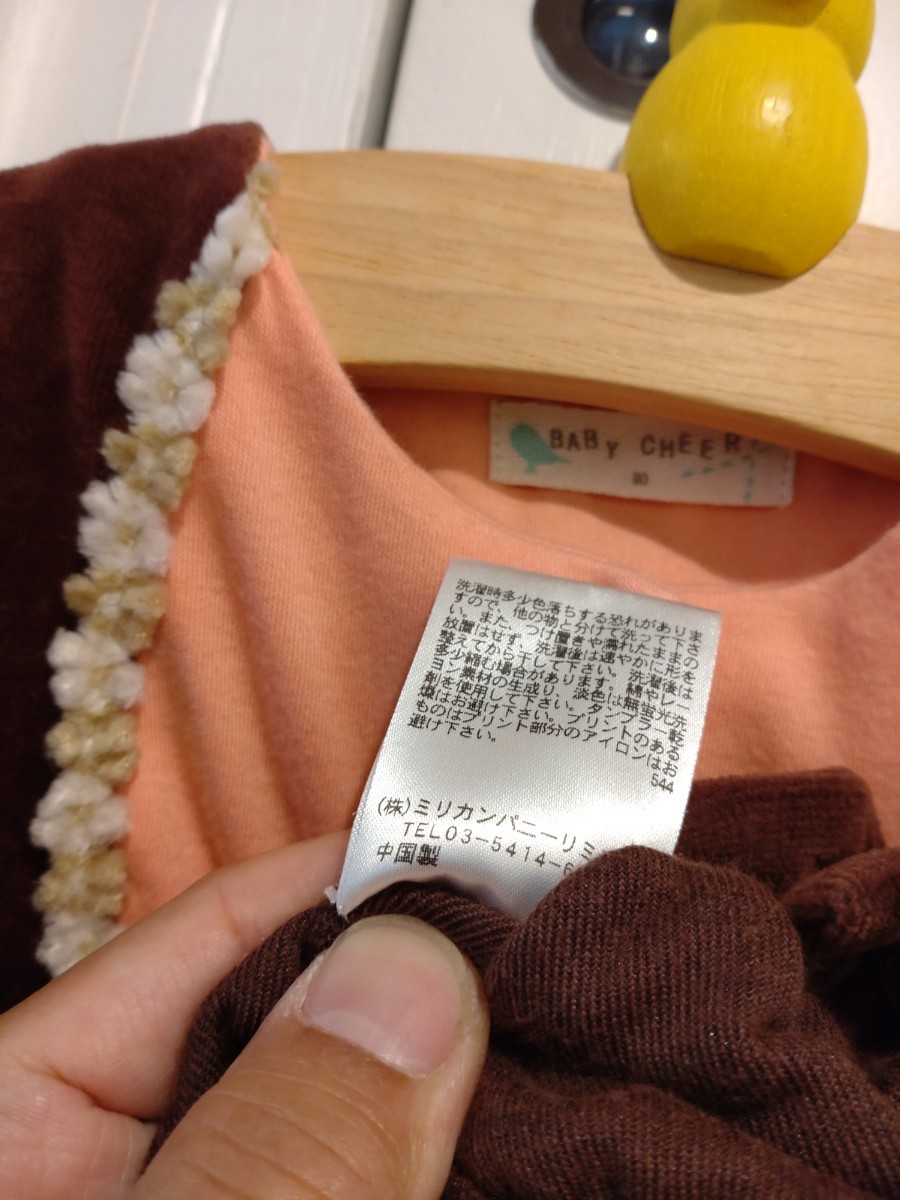 BABY CHEER
80
洗濯時多少色落ちする恐れがありま
すので、他の物と分けて洗って下さ
い。また、つけ置きや濡れたままの
放置はせず、洗濯後は速やかに形を
整えてから干して下さい。洗濯後は
多少縮む場合があります。綿やレー
ヨン素材の生成り、淡色は無蛍光洗
剤を使用して下さい。タンブラー乾
燥はお避け下さい。プリントのある
ものはプリント部分のアイロンはお
避け下さい。
544
(株)ミリカンパニーリミ
TEL03-5414-6
中国製